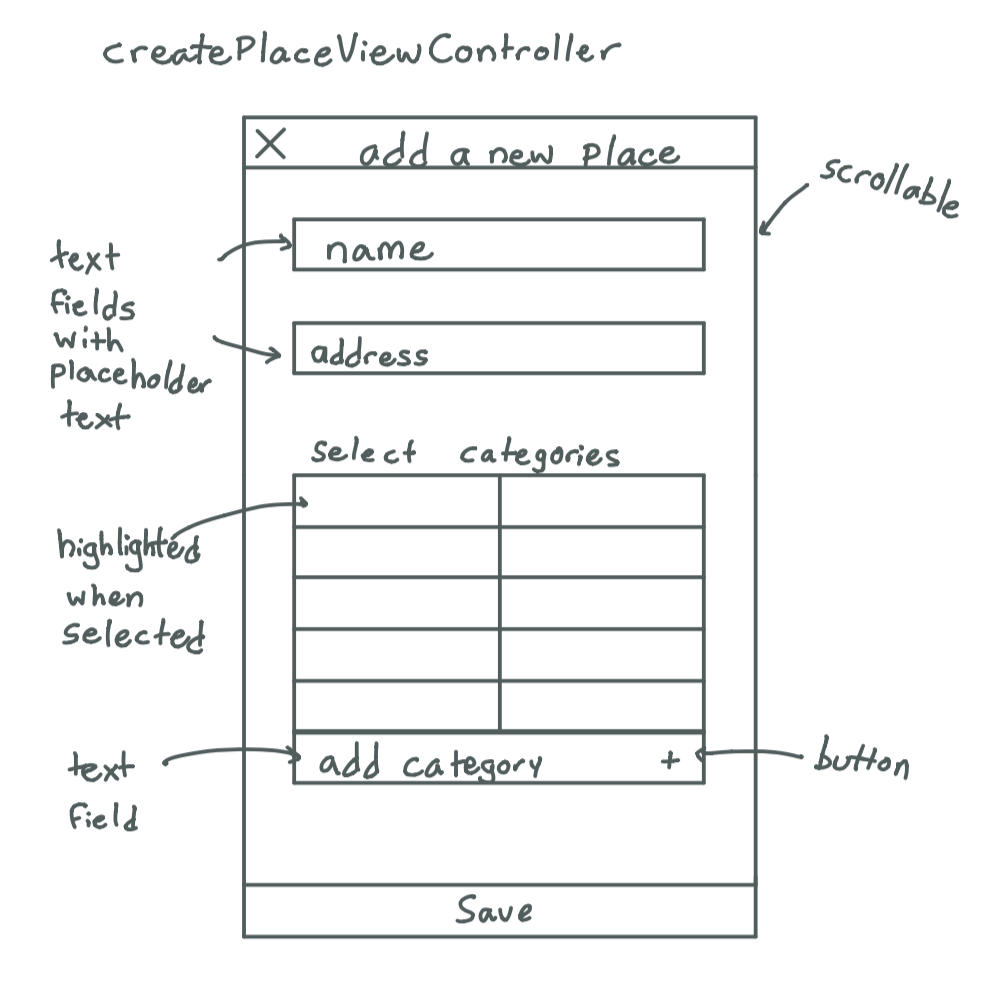 createPlaceViewController
X add a new place
scrollable
name
text
fields
with
placeholder
text
address
select categories
highlighted
when
selected
add category +
button
text
field
Save